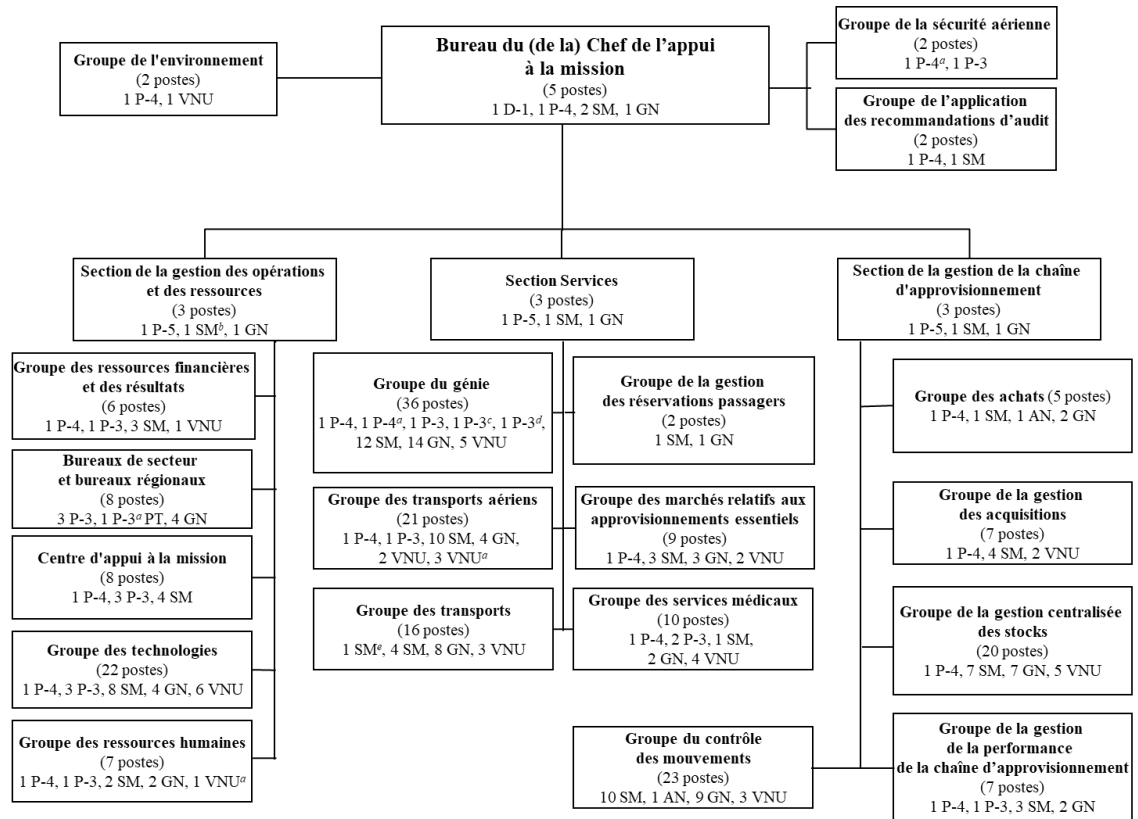 Groupe de l'environnement
(2 postes)
1 P-4, 1 VNU
Bureau du (de la) Chef de l’appui
à la mission
(5 postes)
1 D-1, 1 P-4, 2 SM, 1 GN
Groupe de la sécurité aérienne
(2 postes)
1 P-4ᵃ, 1 P-3
Groupe de l’application
des recommandations d’audit
(2 postes)
1 P-4, 1 SM
Section de la gestion des opérations
et des ressources
(3 postes)
1 P-5, 1 SMᵇ, 1 GN
Groupe des ressources financières
et des résultats
(6 postes)
1 P-4, 1 P-3, 3 SM, 1 VNU
Bureaux de secteur
et bureaux régionaux
(8 postes)
3 P-3, 1 P-3ᵃ PT, 4 GN
Centre d'appui à la mission
(8 postes)
1 P-4, 3 P-3, 4 SM
Groupe des technologies
(22 postes)
1 P-4, 3 P-3, 8 SM, 4 GN, 6 VNU
Groupe des ressources humaines
(7 postes)
1 P-4, 1 P-3, 2 SM, 2 GN, 1 VNUᵃ
Section Services
(3 postes)
1 P-5, 1 SM, 1 GN
Groupe du génie
(36 postes)
1 P-4, 1 P-4ᵃ, 1 P-3, 1 P-3ᶜ, 1 P-3ᵈ,
12 SM, 14 GN, 5 VNU
Groupe de la gestion
des réservations passagers
(2 postes)
1 SM, 1 GN
Groupe des transports aériens
(21 postes)
1 P-4, 1 P-3, 10 SM, 4 GN,
2 VNU, 3 VNUᵃ
Groupe des marchés relatifs aux
approvisionnements essentiels
(9 postes)
1 P-4, 3 SM, 3 GN, 2 VNU
Groupe des transports
(16 postes)
1 SMᵉ, 4 SM, 8 GN, 3 VNU
Groupe des services médicaux
(10 postes)
1 P-4, 2 P-3, 1 SM,
2 GN, 4 VNU
Section de la gestion de la chaîne
d'approvisionnement
(3 postes)
1 P-5, 1 SM, 1 GN
Groupe des achats (5 postes)
1 P-4, 1 SM, 1 AN, 2 GN
Groupe de la gestion
des acquisitions
(7 postes)
1 P-4, 4 SM, 2 VNU
Groupe de la gestion centralisée
des stocks
(20 postes)
1 P-4, 7 SM, 7 GN, 5 VNU
Groupe du contrôle
des mouvements
(23 postes)
10 SM, 1 AN, 9 GN, 3 VNU
Groupe de la gestion
de la performance
de la chaîne d’approvisionnement
(7 postes)
1 P-4, 1 P-3, 3 SM, 2 GN